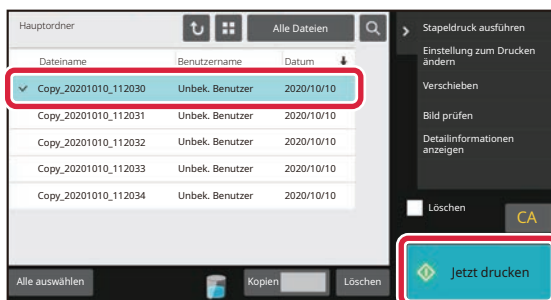 Hauptordner
Alle Dateien
Dateiname Benutzername Datum
Copy_20201010_112030 Unbek. Benutzer 2020/10/10
Copy_20201010_112031 Unbek. Benutzer 2020/10/10
Copy_20201010_112032 Unbek. Benutzer 2020/10/10
Copy_20201010_112033 Unbek. Benutzer 2020/10/10
Copy_20201010_112034 Unbek. Benutzer 2020/10/10
Alle auswählen
Kopien
Löschen
Stapeldruck ausführen
Einstellung zum Drucken
ändern
Verschieben
Bild prüfen
Detailinformationen
anzeigen
Löschen
CA
Jetzt drucken